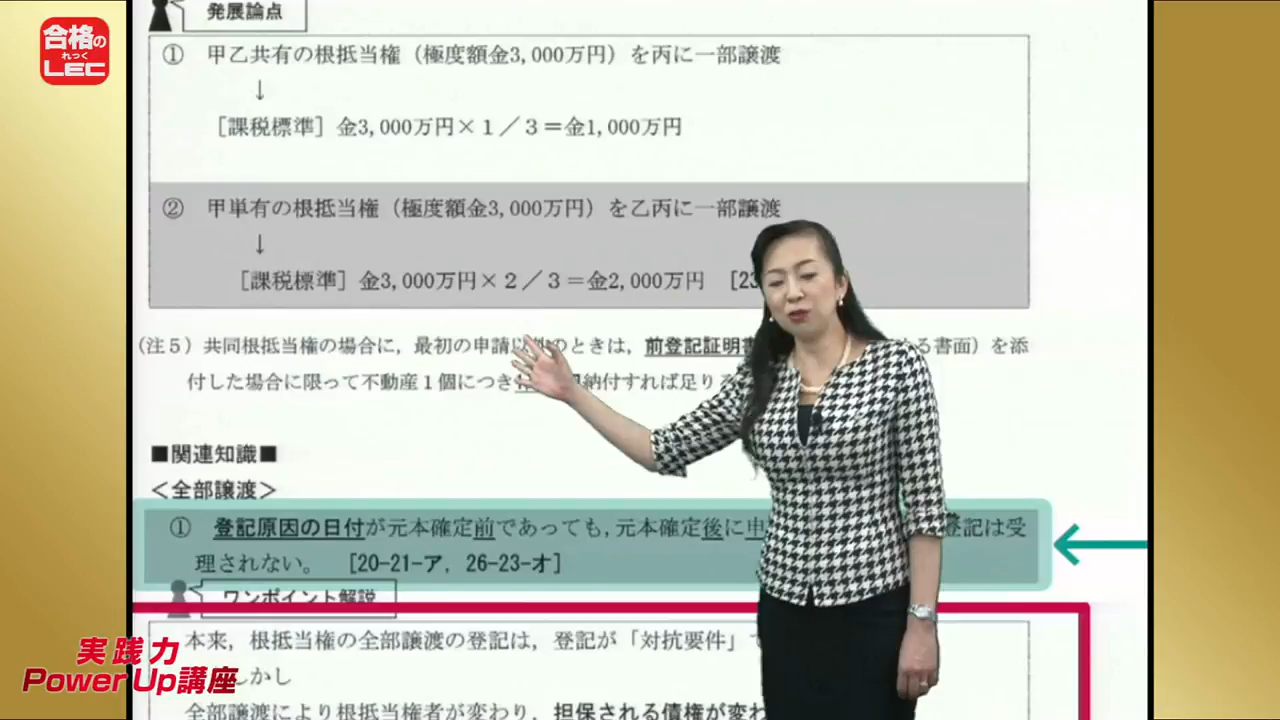 合格の
れっく
LEC
発展論点
① 甲乙共有の根抵当権（極度額金3,000万円）を丙に一部譲渡
↓
［課税標準］金3,000万円×１／３＝金1,000万円
② 甲単有の根抵当権（極度額金3,000万円）を乙丙に一部譲渡
↓
［課税標準］金3,000万円×２／３＝金2,000万円 [23
（注５）共同根抵当権の場合に，最初の申請以外のときは，前登記証明書 る書面）を添
付した場合に限って不動産１個につき 納付すれば足り
■関連知識■
＜全部譲渡＞
① 登記原因の日付が元本確定前であっても，元本確定後に申 登記は受
理されない。 [20-21-ア，26-23-オ]
ワンポイント解説
本来，根抵当権の全部譲渡の登記は，登記が「対抗要件」で
しかし
全部譲渡により根抵当権者が変わり，担保される債権が変わ
実践力
Power Up講座